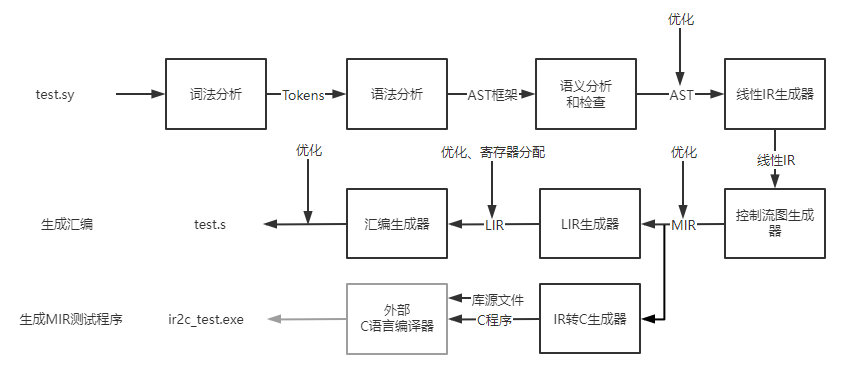 优化
test.sy
词法分析
Tokens
语法分析
AST框架
语义分析
和检查
AST
线性IR生成器
线性IR
优化
优化、寄存器分配
优化
生成汇编
test.s
汇编生成器
LIR
LIR生成器
MIR
控制流图生成
器
生成MIR测试程序
ir2c_test.exe
外部
C语言编译器
库源文件
C程序
IR转C生成器